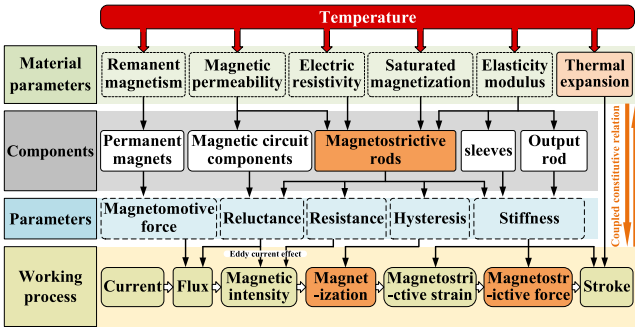 Temperature
Material
parameters
Remanent
magnetism
Magnetic
permeability
Electric
resistivity
Saturated
magnetization
Elasticity
modulus
Thermal
expansion
Components
Permanent
magnets
Magnetic circuit
components
Magnetostrictive
rods
sleeves
Output
rod
Coupled constitutive relation
Parameters
Magnetomotive
force
Reluctance
Resistance
Hysteresis
Stiffness
Eddy current effect
Working
process
Current
Flux
Magnetic
intensity
Magnet
-ization
Magnetostri
-ctive strain
Magnetostr
-ictive force
Stroke